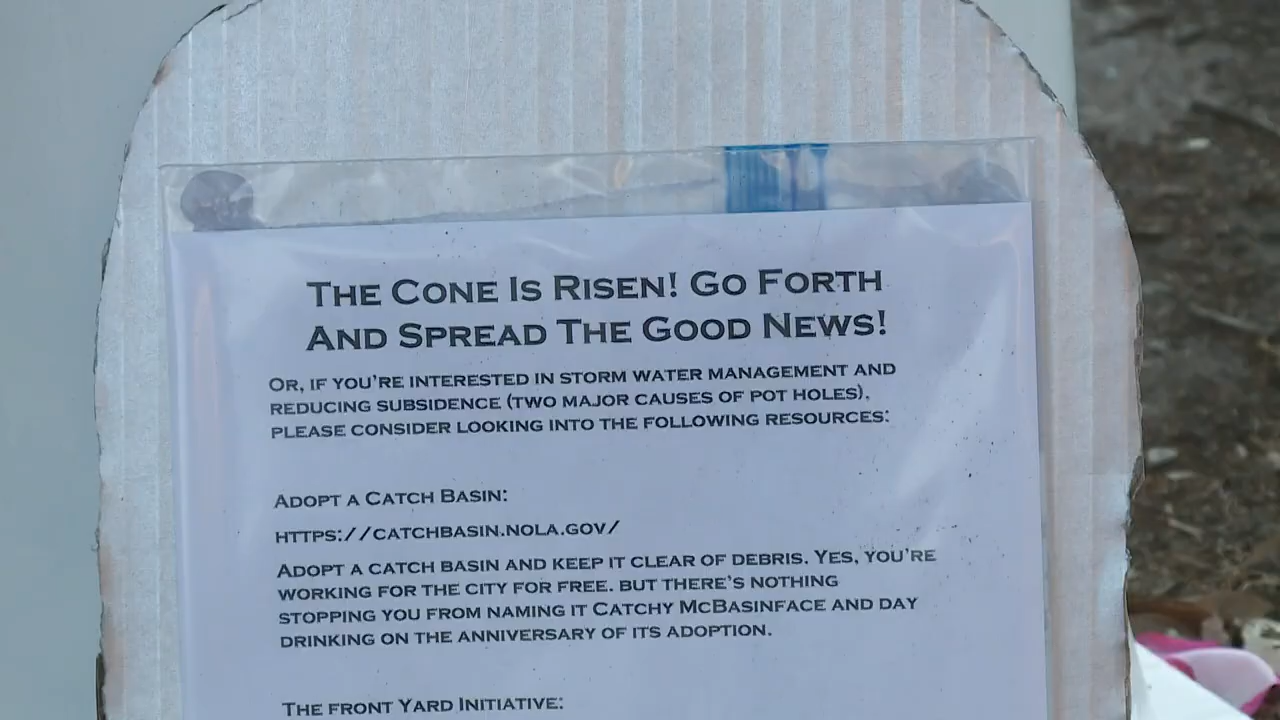 The Cone Is Risen! Go Forth
And Spread The Good News!
Or, if you're interested in storm water management and
reducing subsidence (two major causes of pot holes),
please consider looking into the following resources:
Adopt a Catch Basin:
https://catchbasin.nola.gov/
Adopt a catch basin and keep it clear of debris. Yes, you're
working for the city for free. But there's nothing
stopping you from naming it Catchy McBasinface and day
drinking on the anniversary of its adoption.
The Front Yard Initiative: